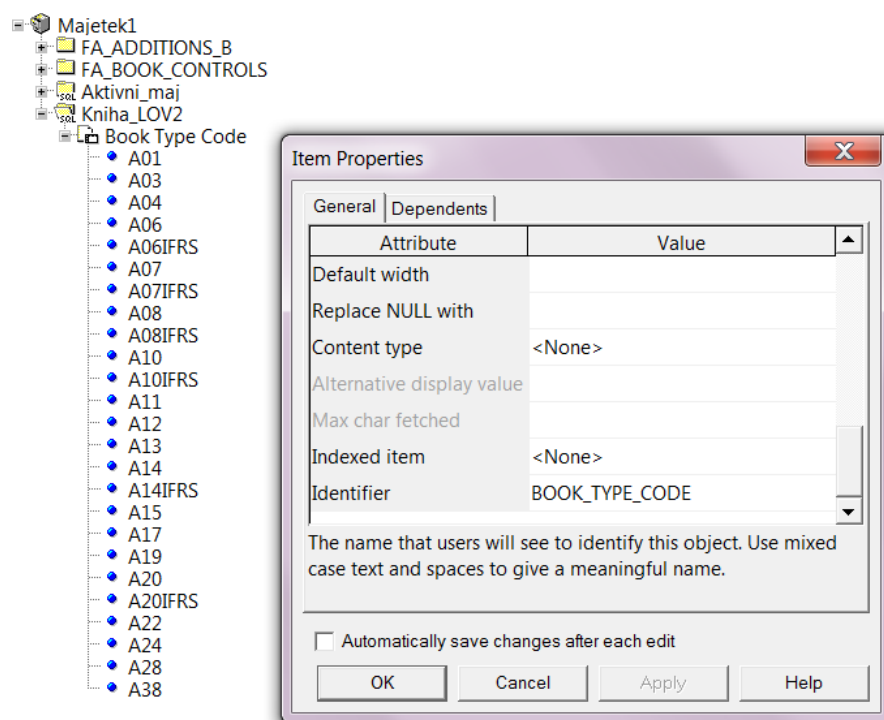 Majetek1
FA_ADDITIONS_B
FA_BOOK_CONTROLS
SQL Aktivni_maj
SQL Kniha_LOV2
Book Type Code
A01
A03
A04
A06
A06IFRS
A07
A07IFRS
A08
A08IFRS
A10
A10IFRS
A11
A12
A13
A14
A14IFRS
A15
A17
A19
A20
A20IFRS
A22
A24
A28
A38
Item Properties
X
General Dependents
Attribute Value
Default width
Replace NULL with
Content type <None>
Alternative display value
Max char fetched
Indexed item <None>
Identifier BOOK_TYPE_CODE
The name that users will see to identify this object. Use mixed
case text and spaces to give a meaningful name.
Automatically save changes after each edit
OK Cancel Apply Help